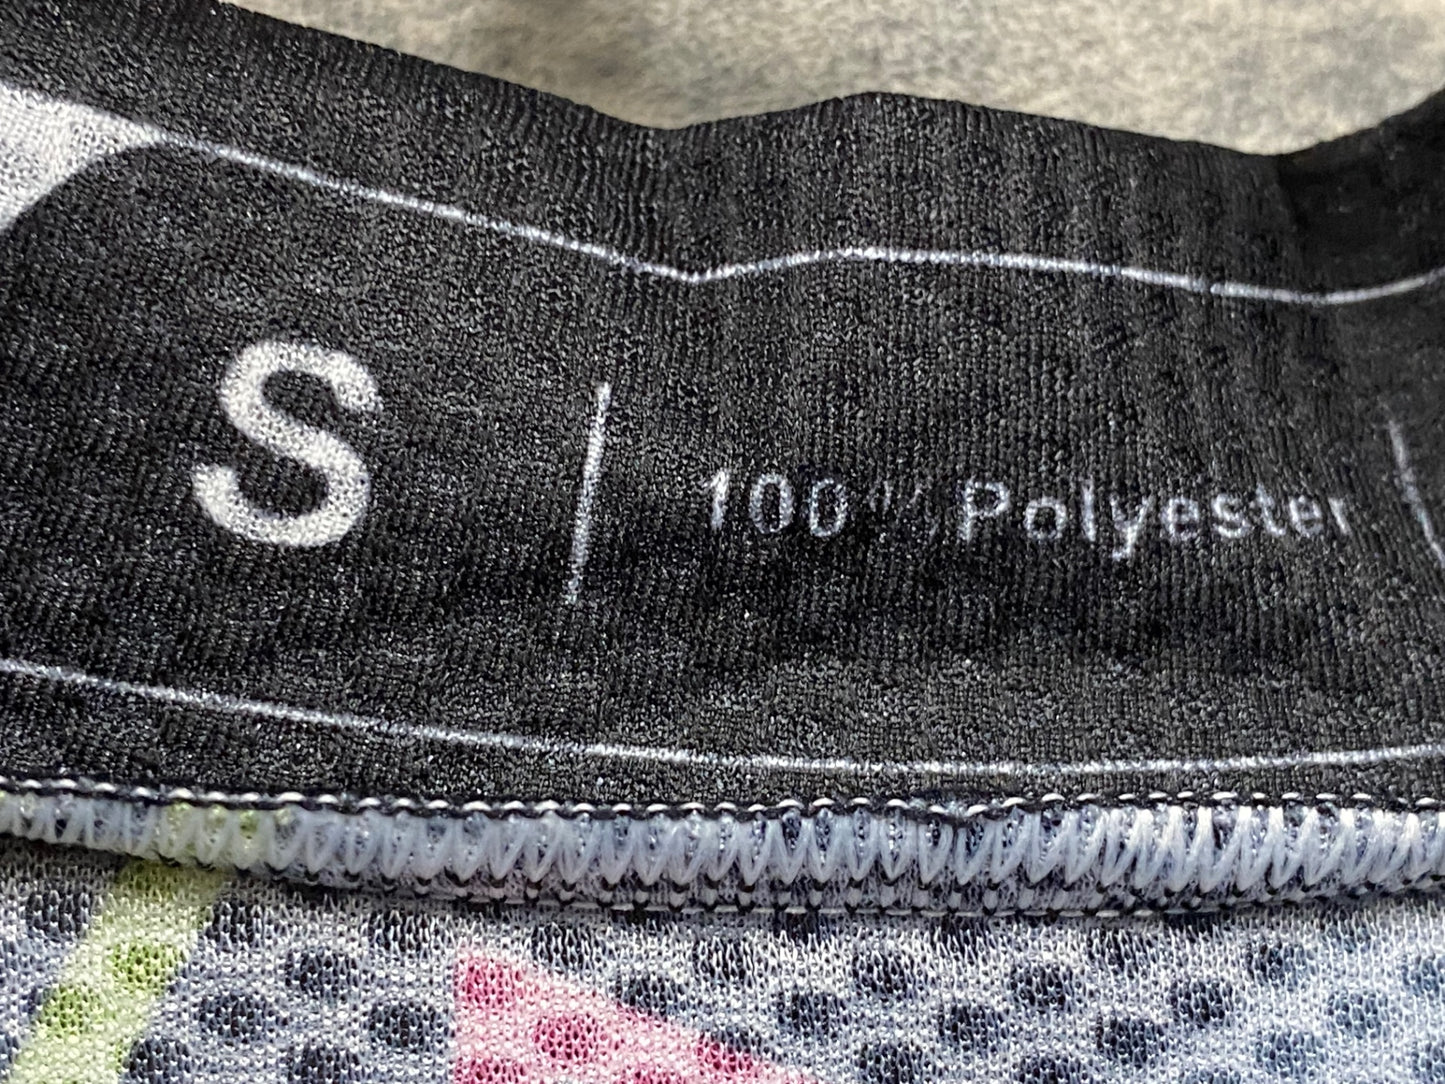 S | 100% Polyester |